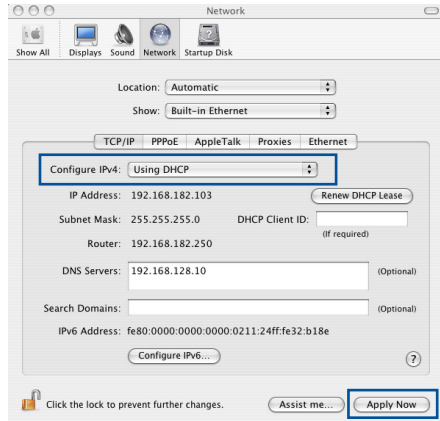 Network
Show All Displays Sound Network Startup Disk
Location: Automatic
Show: Built-in Ethernet
TCP/IP PPPoE AppleTalk Proxies Ethernet
Configure IPv4: Using DHCP
IP Address: 192.168.182.103 Renew DHCP Lease
Subnet Mask: 255.255.255.0 DHCP Client ID:
(If required)
Router: 192.168.182.250
DNS Servers: 192.168.128.10 (Optional)
Search Domains: (Optional)
IPv6 Address: fe80:0000:0000:0000:0211:24ff:fe32:b18e
Configure IPv6...
?
Click the lock to prevent further changes. Assist me... Apply Now